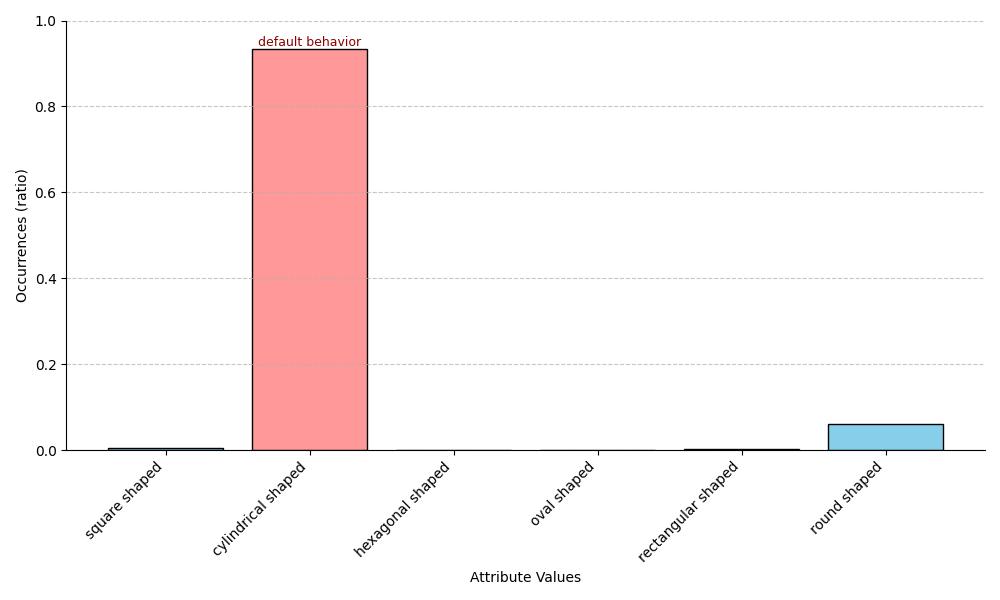 1.0
default behavior
0.8
0.6
0.4
0.2
0.0
Occurrences (ratio)
square shaped
cylindrical shaped
hexagonal shaped
oval shaped
rectangular shaped
round shaped
Attribute Values